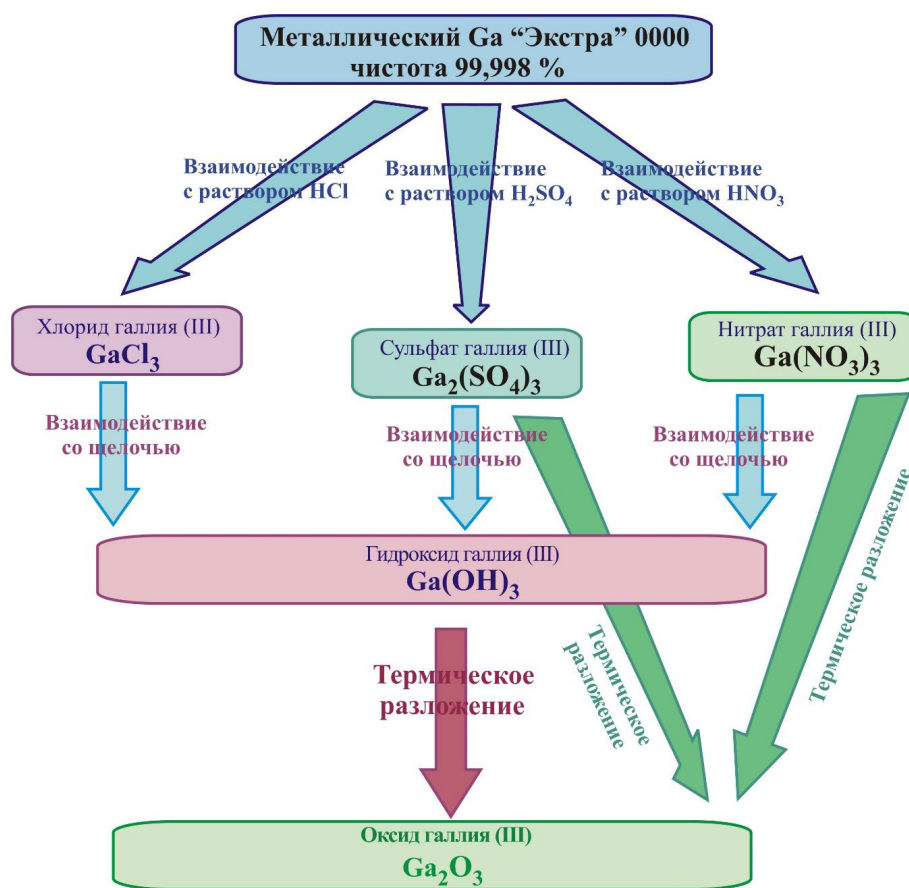 Металлический Ga “Экстра” 0000
чистота 99,998 %
Взаимодействие
с раствором HCl
Взаимодействие
с раствором H₂SO₄
Взаимодействие
с раствором HNO₃
Хлорид галлия (III)
GaCl₃
Сульфат галлия (III)
Ga₂(SO₄)₃
Нитрат галлия (III)
Ga(NO₃)₃
Взаимодействие
со щелочью
Взаимодействие
со щелочью
Взаимодействие
со щелочью
Гидроксид галлия (III)
Ga(OH)₃
Термическое
разложение
Термическое
разложение
Термическое разложение
Оксид галлия (III)
Ga₂O₃